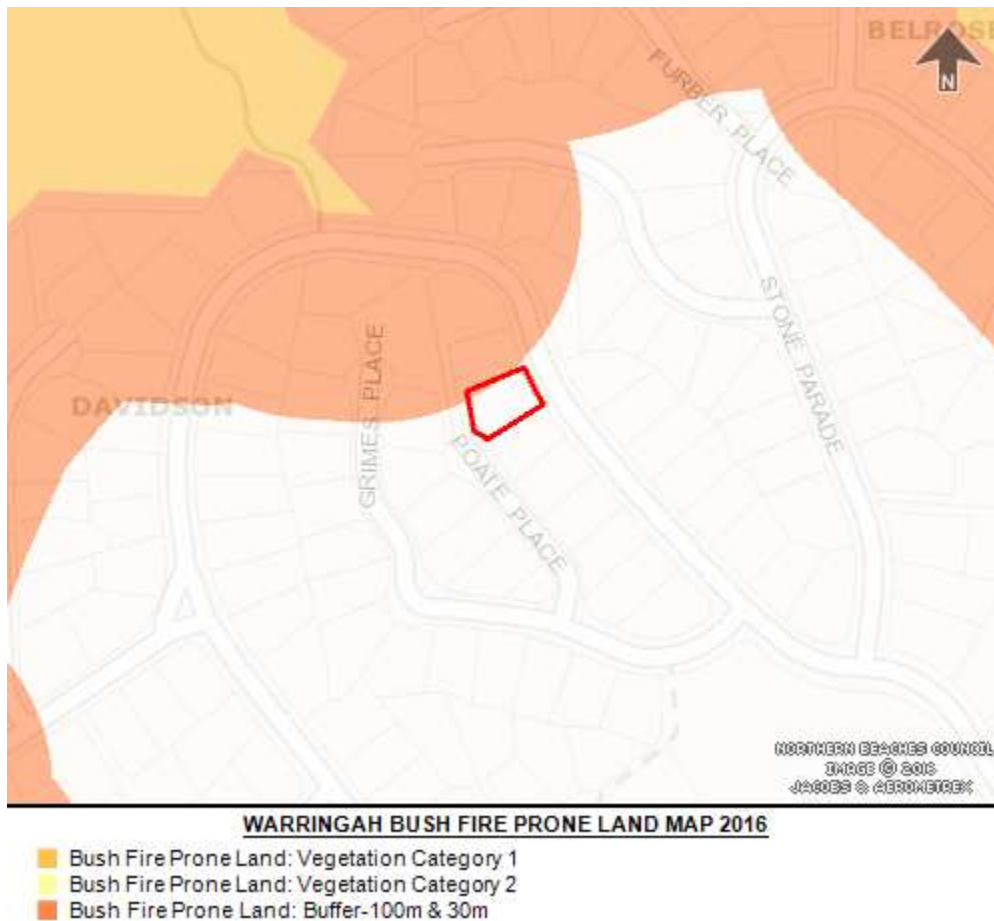 BELROSE
N
FURBER PLACE
STONE PARADE
GRIMES PLACE
DAVIDSON
POATE PLACE
NORTHERN BEACHES COUNCIL
IMAGE © 2016
JACOBS & AEROMETREX
WARRINGAH BUSH FIRE PRONE LAND MAP 2016
Bush Fire Prone Land: Vegetation Category 1
Bush Fire Prone Land: Vegetation Category 2
Bush Fire Prone Land: Buffer-100m & 30m